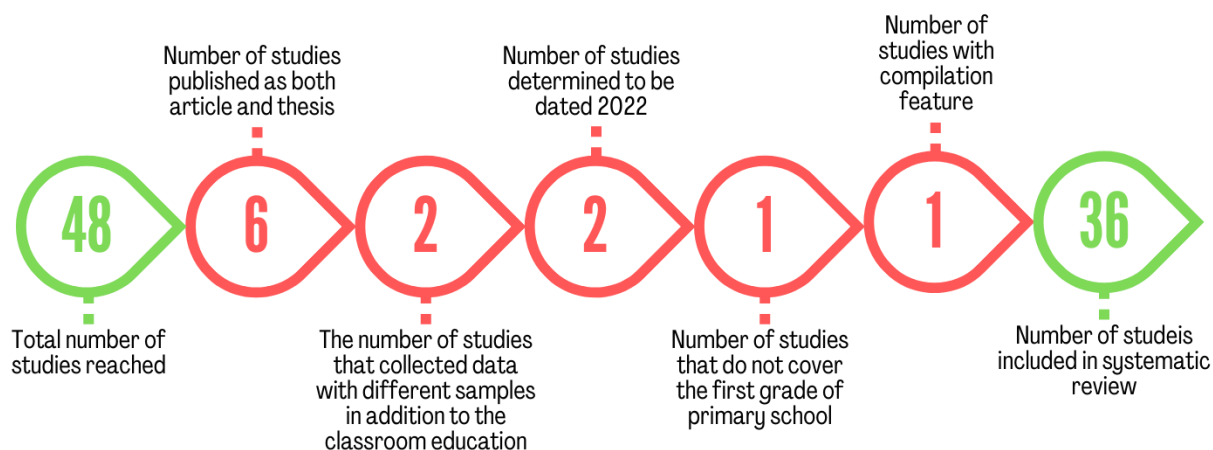 48
Total number of
studies reached
Number of studies
published as both
article and thesis
6
2
The number of studies
that collected data
with different samples
in addition to the
classroom education
Number of studies
determined to be
dated 2022
2
1
Number of studies
that do not cover
the first grade of
primary school
Number of
studies with
compilation
feature
1
36
Number of studeis
included in systematic
review